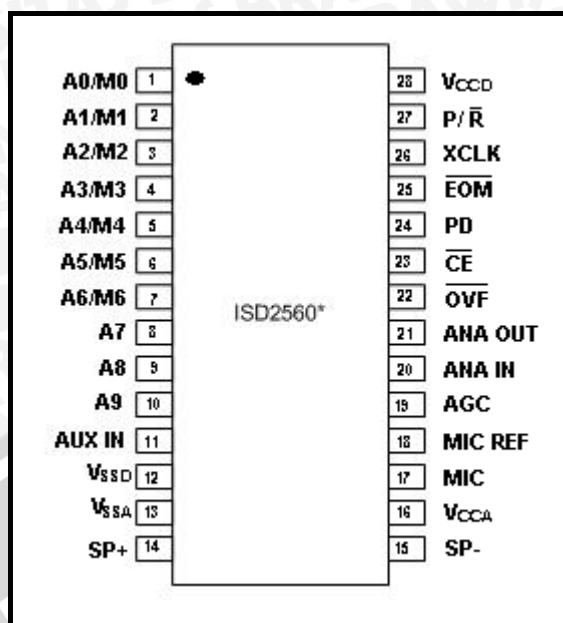 A0/M0 1 28 VCCD
A1/M1 2 27 P/R̅
A2/M2 3 26 XCLK
A3/M3 4 25 E̅O̅M̅
A4/M4 5 24 PD
A5/M5 6 23 C̅E̅
A6/M6 7 22 O̅V̅F̅
ISD2560*
A7 8 21 ANA OUT
A8 9 20 ANA IN
A9 10 19 AGC
AUX IN 11 18 MIC REF
VSSD 12 17 MIC
VSSA 13 16 VCCA
SP+ 14 15 SP-